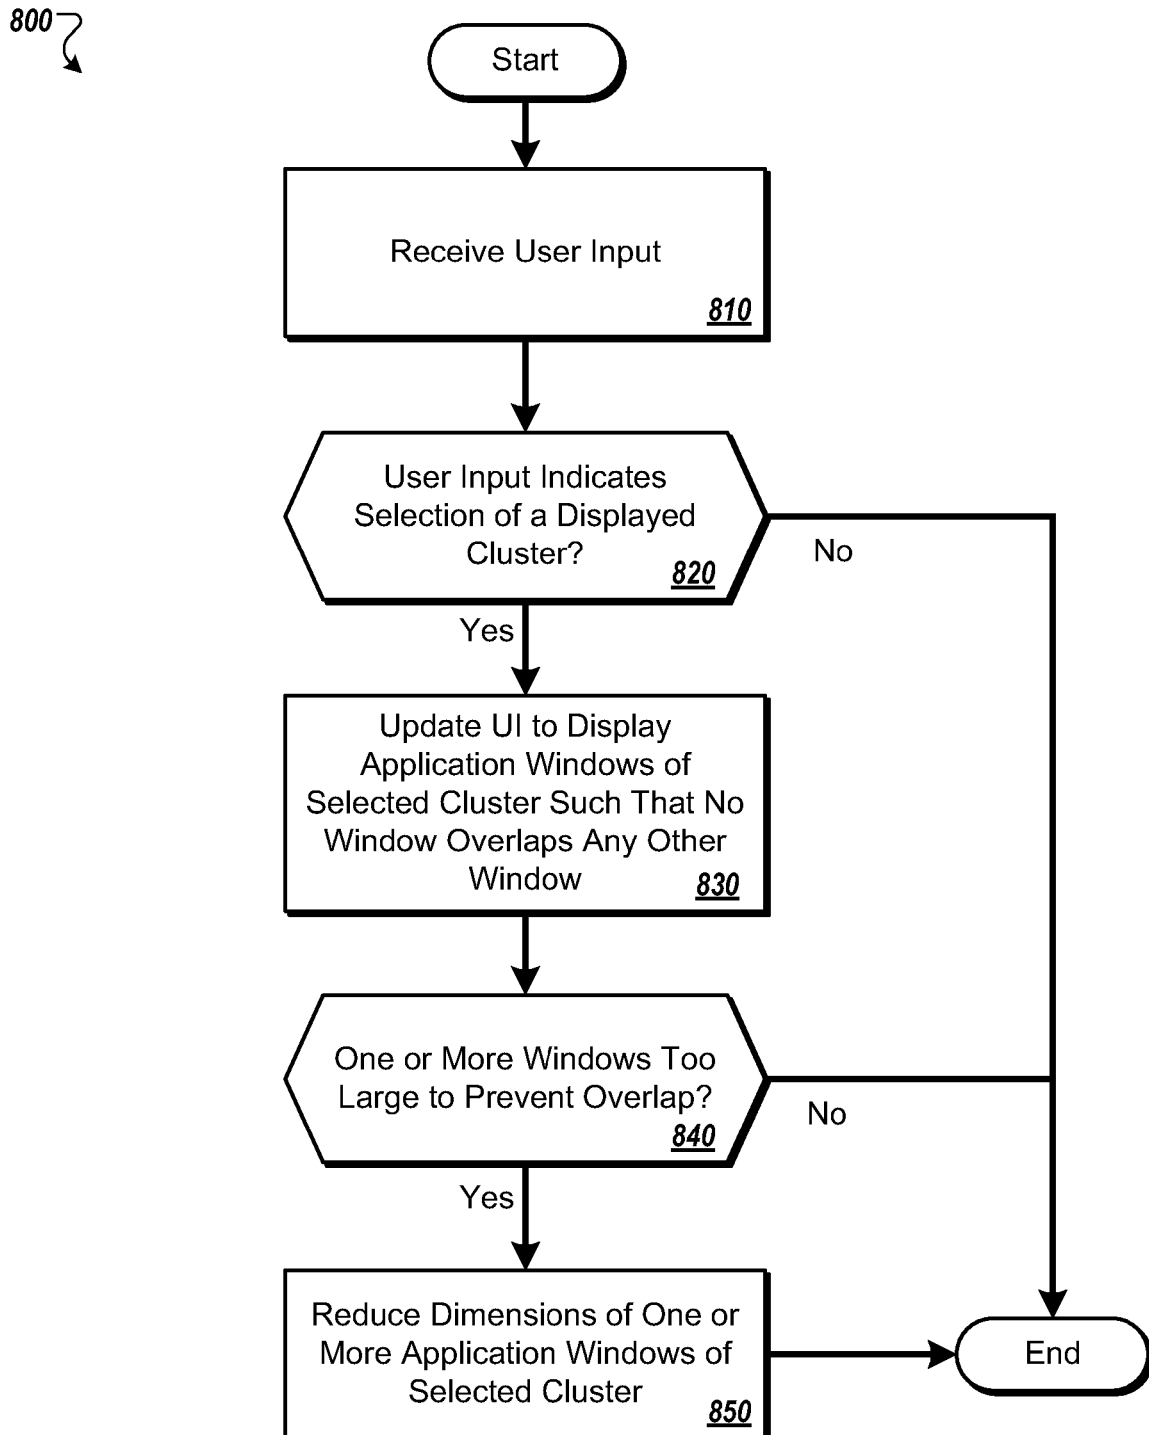 800
Start
Receive User Input
810
User Input Indicates
Selection of a Displayed
Cluster?
820
No
Yes
Update UI to Display
Application Windows of
Selected Cluster Such That No
Window Overlaps Any Other
Window
830
One or More Windows Too
Large to Prevent Overlap?
840
No
Yes
Reduce Dimensions of One or
More Application Windows of
Selected Cluster
850
End